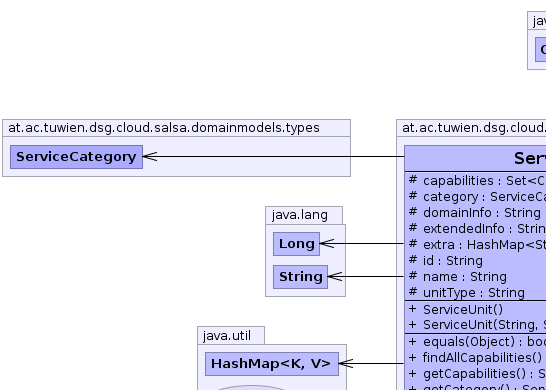 at.ac.tuwien.dsg.cloud.salsa.domainmodels.types
ServiceCategory
java.lang
Long
String
java.util
HashMap<K, V>
at.ac.tuwien.dsg.cloud.
# capabilities : Set<C
# category : ServiceCa
# domainInfo : String
# extendedInfo : Strin
# extra : HashMap<St
# id : String
# name : String
# unitType : String
+ ServiceUnit()
+ ServiceUnit(String, S
+ equals(Object) : boo
+ findAllCapabilities()
+ getCapabilities() : S
+ getCategory() : Serv